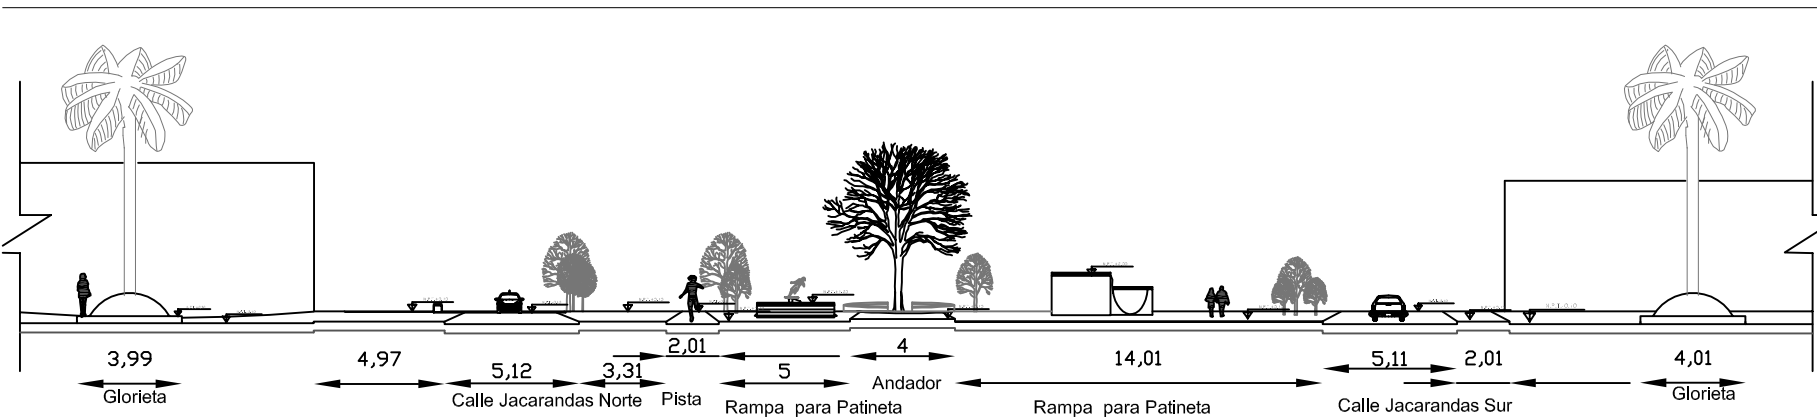 3,99
Glorieta
4,97
5,12
Calle Jacarandas Norte
3,31
2,01
Pista
5
Rampa para Patineta
4
Andador
14,01
Rampa para Patineta
5,11
Calle Jacarandas Sur
2,01
4,01
Glorieta